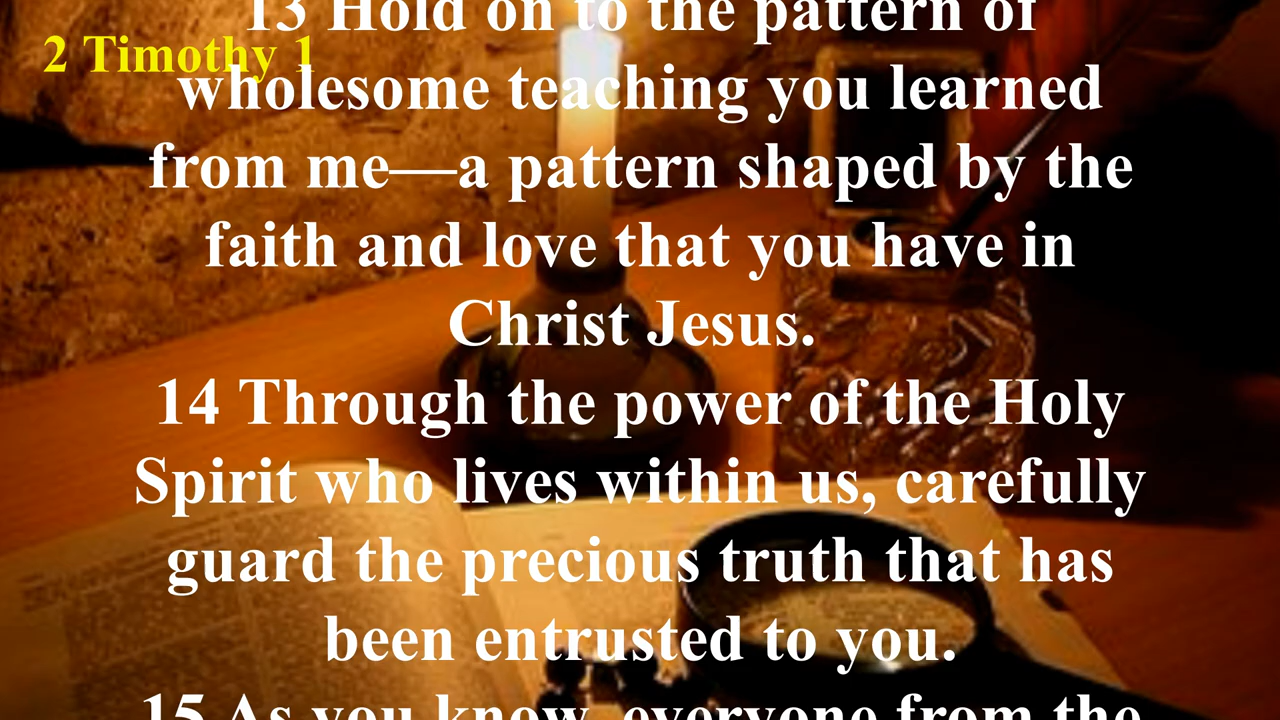 13 Hold on to the pattern of
2 Timothy 1
wholesome teaching you learned
from me—a pattern shaped by the
faith and love that you have in
Christ Jesus.
14 Through the power of the Holy
Spirit who lives within us, carefully
guard the precious truth that has
been entrusted to you.
15 As you know, everyone from the